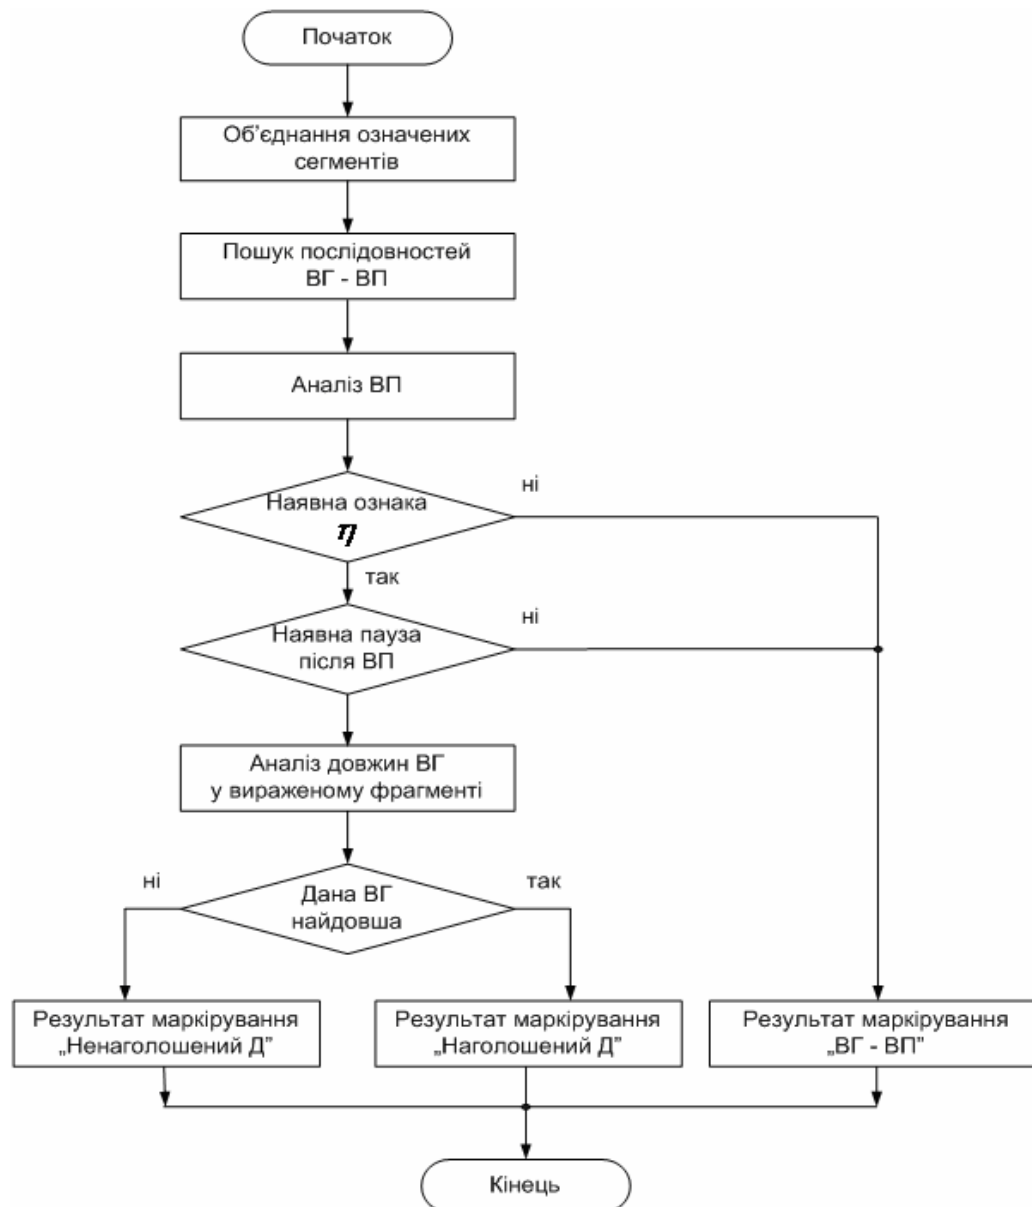 Початок
Об’єднання означених
сегментів
Пошук послідовностей
ВГ - ВП
Аналіз ВП
Наявна ознака
η
ні
так
Наявна пауза
після ВП
ні
Аналіз довжин ВГ
у вираженому фрагменті
ні
Дана ВГ
найдовша
так
Результат маркірування
„Ненаголошений Д”
Результат маркірування
„Наголошений Д”
Результат маркірування
„ВГ - ВП”
Кінець